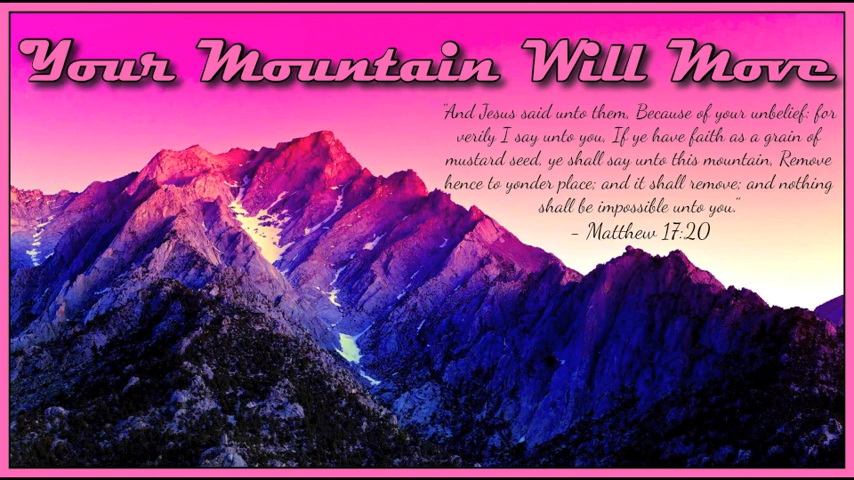 Your Mountain Will Move
"And Jesus said unto them, Because of your unbelief: for
verily I say unto you, If ye have faith as a grain of
mustard seed, ye shall say unto this mountain, Remove
hence to yonder place; and it shall remove; and nothing
shall be impossible unto you."
- Matthew 17:20